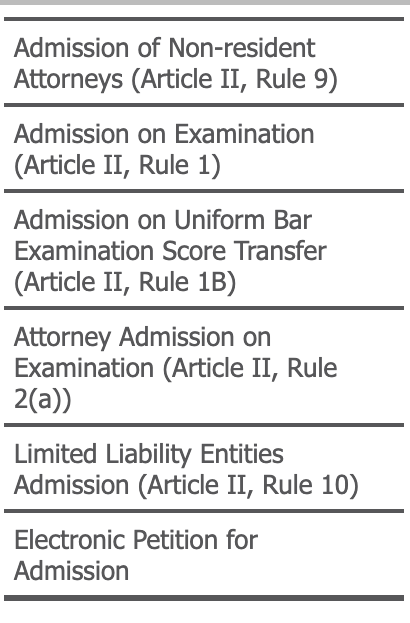 Admission of Non-resident
Attorneys (Article II, Rule 9)
Admission on Examination
(Article II, Rule 1)
Admission on Uniform Bar
Examination Score Transfer
(Article II, Rule 1B)
Attorney Admission on
Examination (Article II, Rule
2(a))
Limited Liability Entities
Admission (Article II, Rule 10)
Electronic Petition for
Admission